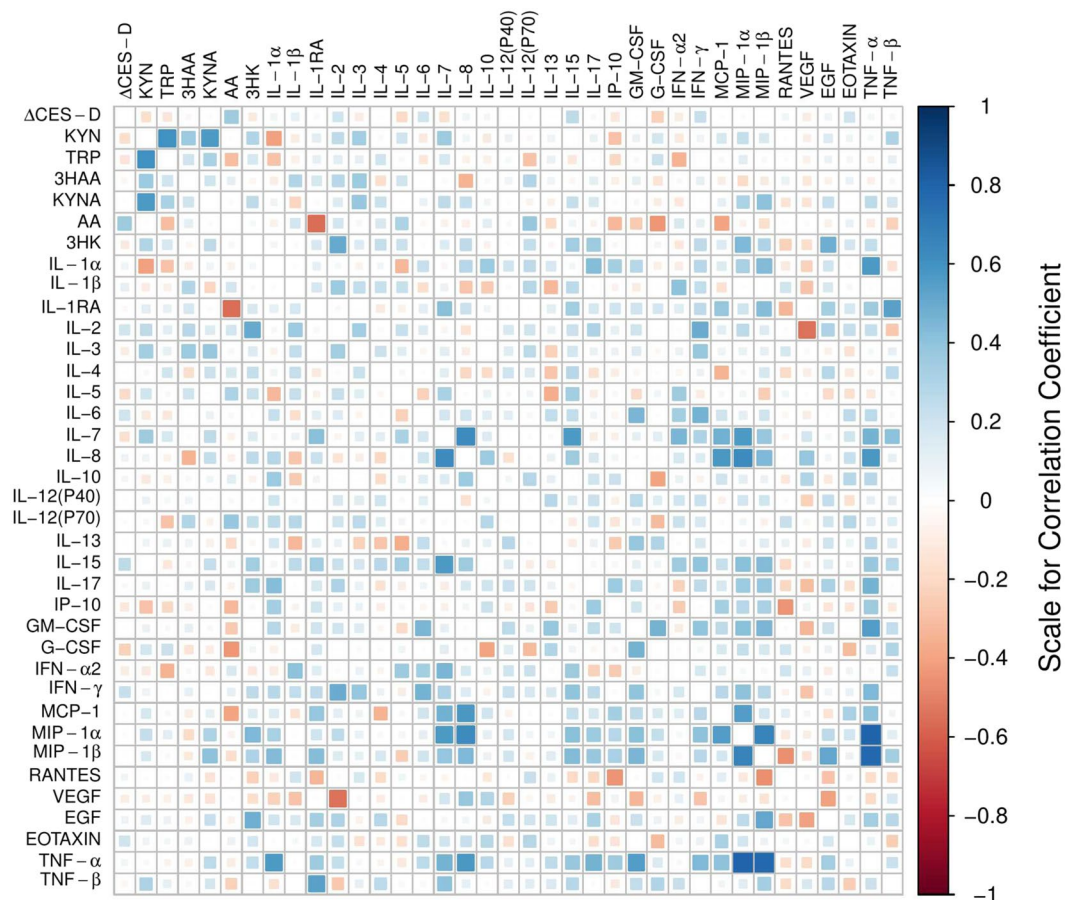 ΔCES−D
KYN
TRP
3HAA
KYNA
AA
3HK
IL−1α
IL−1β
IL−1RA
IL−2
IL−3
IL−4
IL−5
IL−6
IL−7
IL−8
IL−10
IL−12(P40)
IL−12(P70)
IL−13
IL−15
IL−17
IP−10
GM−CSF
G−CSF
IFN−α2
IFN−γ
MCP−1
MIP−1α
MIP−1β
RANTES
VEGF
EGF
EOTAXIN
TNF−α
TNF−β
ΔCES−D
KYN
TRP
3HAA
KYNA
AA
3HK
IL−1α
IL−1β
IL−1RA
IL−2
IL−3
IL−4
IL−5
IL−6
IL−7
IL−8
IL−10
IL−12(P40)
IL−12(P70)
IL−13
IL−15
IL−17
IP−10
GM−CSF
G−CSF
IFN−α2
IFN−γ
MCP−1
MIP−1α
MIP−1β
RANTES
VEGF
EGF
EOTAXIN
TNF−α
TNF−β
1
0.8
0.6
0.4
0.2
0
−0.2
−0.4
−0.6
−0.8
−1
Scale for Correlation Coefficient